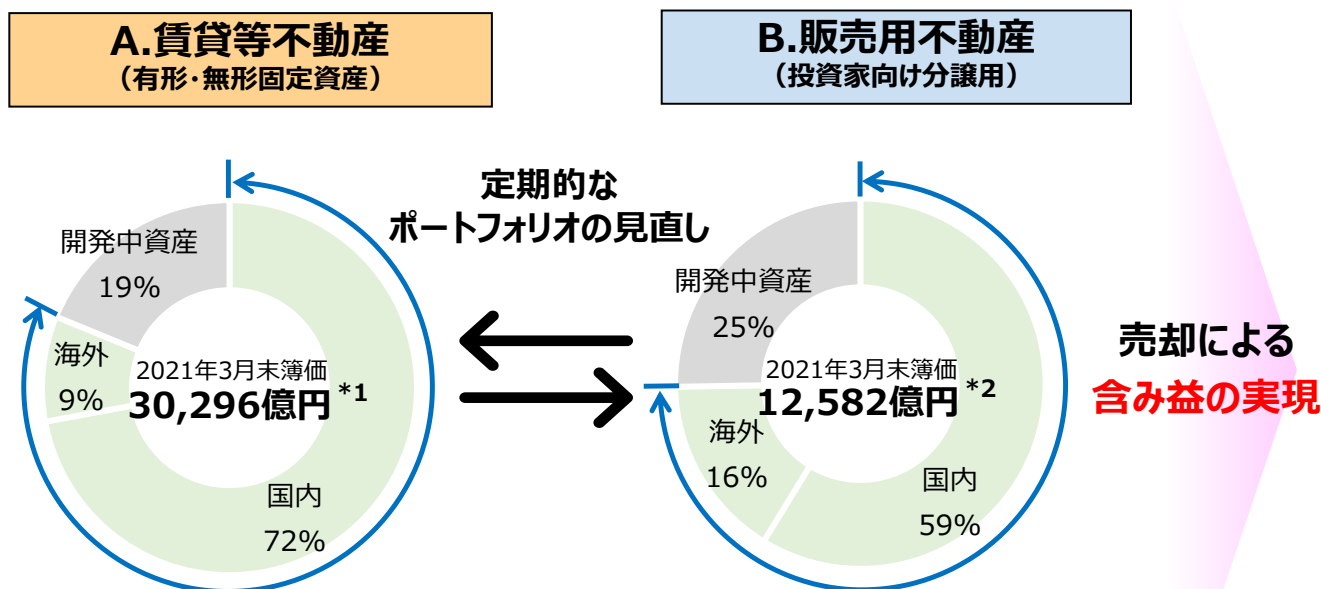 A.賃貸等不動産
（有形・無形固定資産）
B.販売用不動産
（投資家向け分譲用）
定期的な
ポートフォリオの見直し
開発中資産
19%
海外
9%
2021年3月末簿価
30,296億円 *1
国内
72%
開発中資産
25%
2021年3月末簿価
12,582億円 *2
海外
16%
国内
59%
売却による
含み益の実現